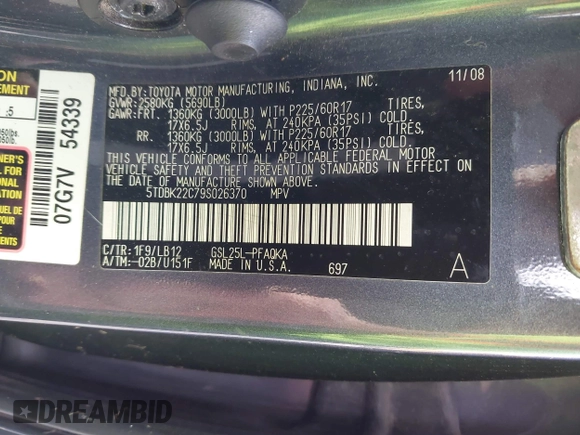 MFD.BY:TOYOTA MOTOR MANUFACTURING, INDIANA, INC.
11/08
GVWR:2580KG (5690LB)
GAWR:FRT. 1360KG (3000LB) WITH P225/60R17 TIRES,
17X6.5J RIMS, AT 240KPA (35PSI) COLD.
RR. 1360KG (3000LB) WITH P225/60R17 TIRES,
17X6.5J RIMS, AT 240KPA (35PSI) COLD.
THIS VEHICLE CONFORMS TO ALL APPLICABLE FEDERAL MOTOR
VEHICLE SAFETY AND THEFT PREVENTION STANDARDS IN EFFECT ON
THE DATE OF MANUFACTURE SHOWN ABOVE.
5TDBK22C79S026370 MPV
C/TR:1F9/LB12 GSL25L-PFAQKA
A/TM:-02B/U151F MADE IN U.S.A. 697
A
07G7V 54339
DREAMBID